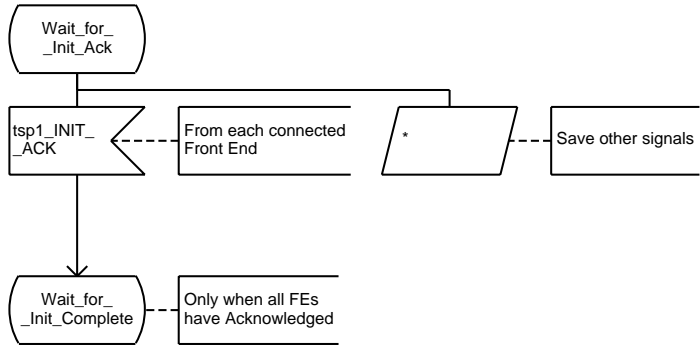 Wait_for_
_Init_Ack
tsp1_INIT_
_ACK
From each connected
Front End
*
Save other signals
Wait_for_
_Init_Complete
Only when all FEs
have Acknowledged